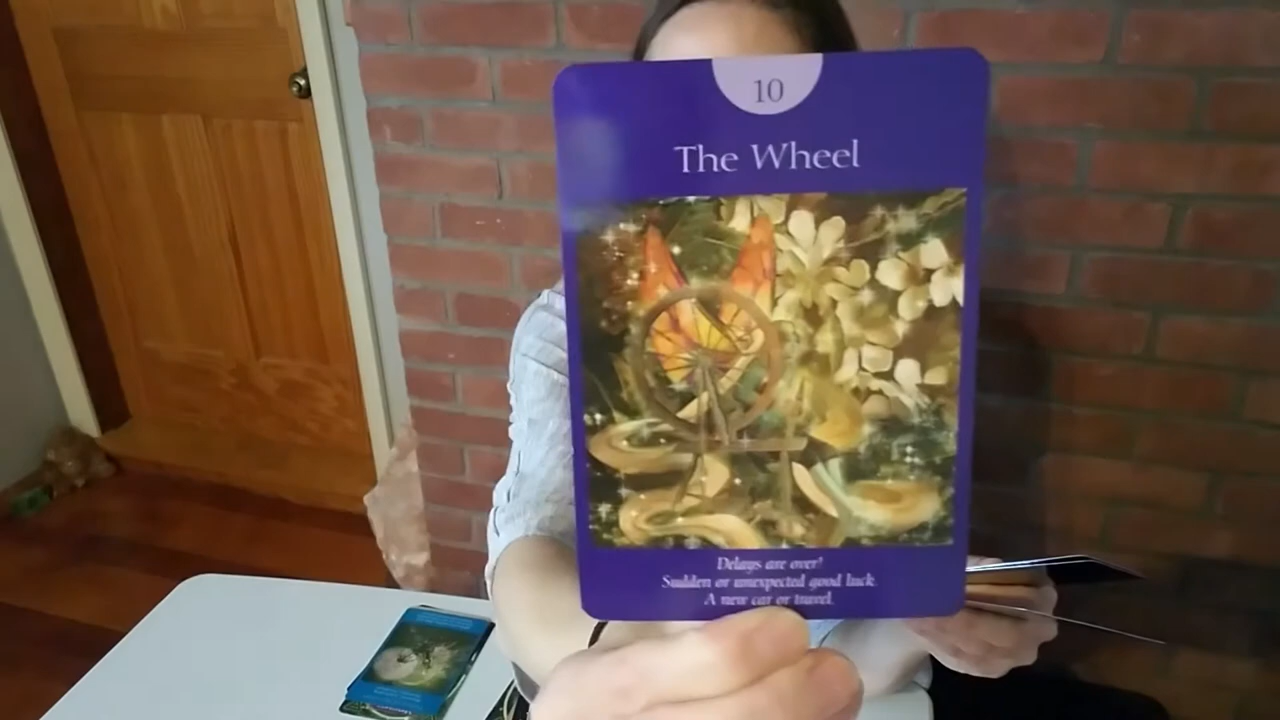 10
The Wheel
Delays are over!
Sudden or unexpected good luck.
A new car or travel.